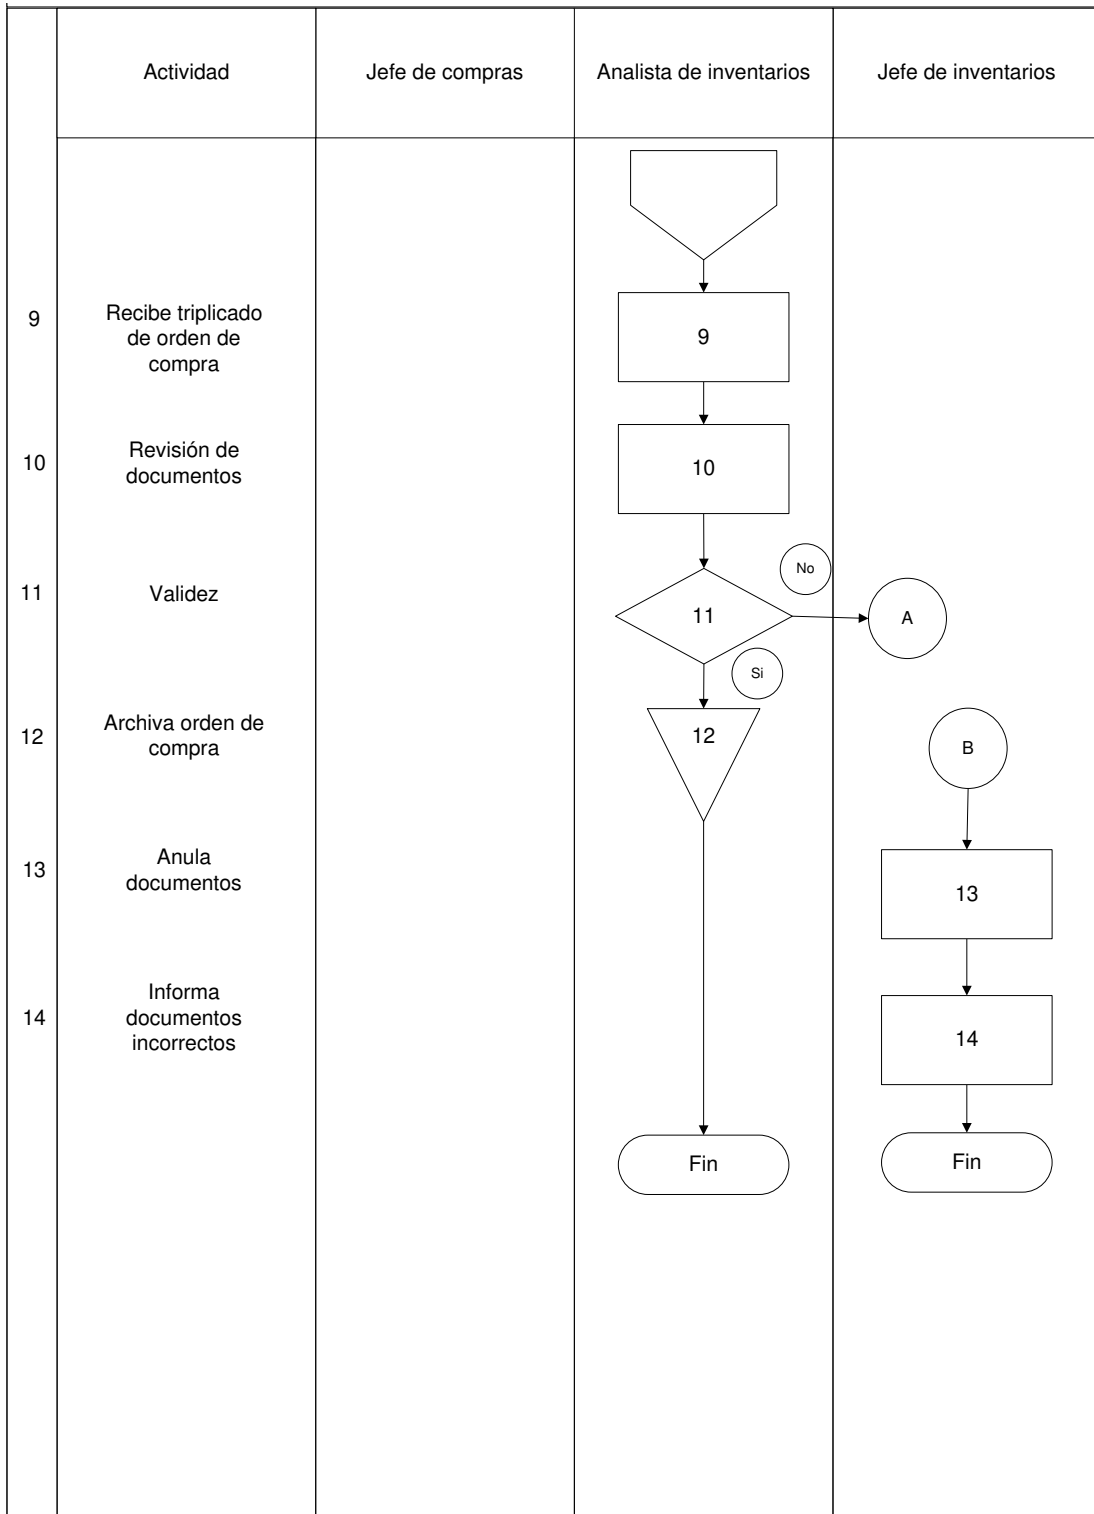 Actividad
Jefe de compras
Analista de inventarios
Jefe de inventarios
9
Recibe triplicado
de orden de
compra
9
10
Revisión de
documentos
10
No
11
Validez
11
A
Si
12
Archiva orden de
compra
12
B
13
Anula
documentos
13
14
Informa
documentos
incorrectos
14
Fin
Fin